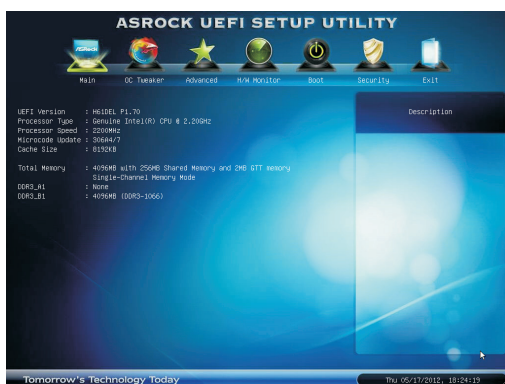 ASROCK UEFI SETUP UTILITY
ASRock
Main OC Tweaker Advanced H/W Monitor Boot Security Exit
UEFI Version : H61DEL P1.70
Processor Type : Genuine Intel(R) CPU @ 2.20GHz
Processor Speed : 2200MHz
Microcode Update : 306A4/7
Cache Size : 8192KB
Total Memory : 4096MB with 256MB Shared Memory and 2MB GTT memory
Single-Channel Memory Mode
DDR3_A1 : None
DDR3_B1 : 4096MB (DDR3-1066)
Description
Tomorrow's Technology Today
Thu 05/17/2012, 18:24:19